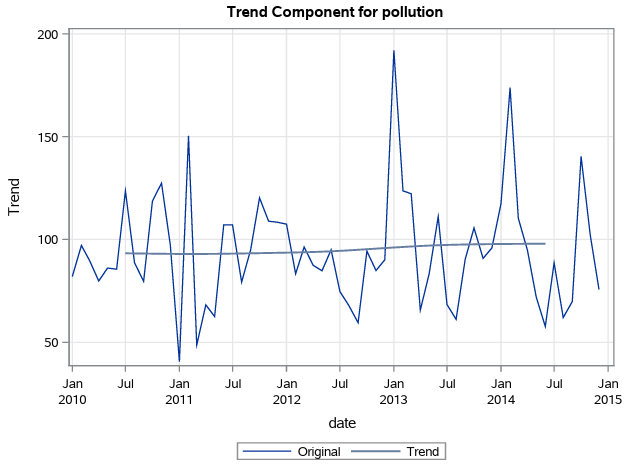 Trend Component for pollution
200
150
100
50
Trend
Jan Jul Jan Jul Jan Jul Jan Jul Jan Jul Jan
2010 2011 2012 2013 2014 2015
date
Original Trend